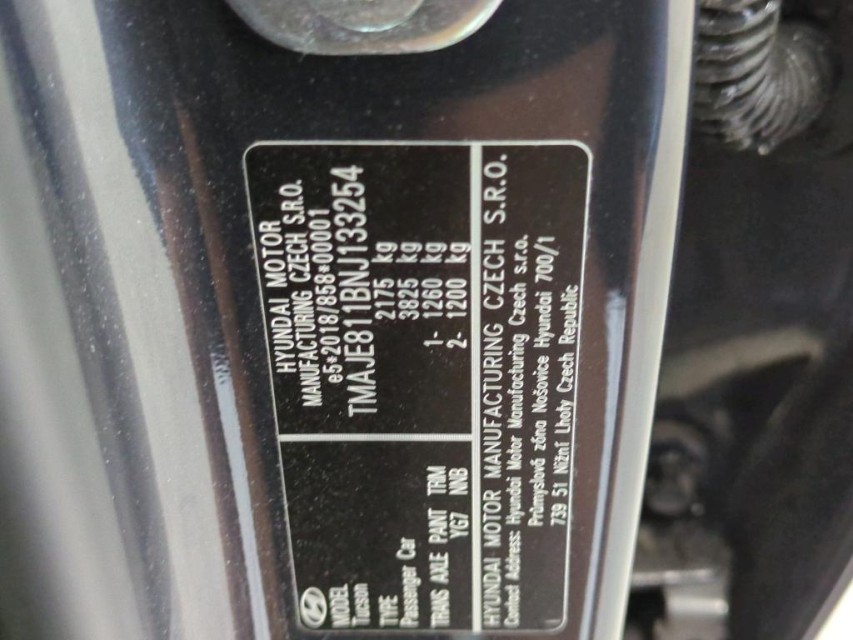 HYUNDAI MOTOR
MANUFACTURING CZECH S.R.O.
e5*2018/858*00001
TMAJE811BNJ133254
2175 kg
3825 kg
1- 1260 kg
2- 1200 kg
MODEL
Tucson
TYPE
Passenger Car
TRANS AXLE PAINT TRIM
YG7 NNB
HYUNDAI MOTOR MANUFACTURING CZECH S.R.O.
Contact Address: Hyundai Motor Manufacturing Czech s.r.o.
Průmyslová zóna Nošovice Hyundai 700/1
739 51 Nižní Lhoty Czech Republic